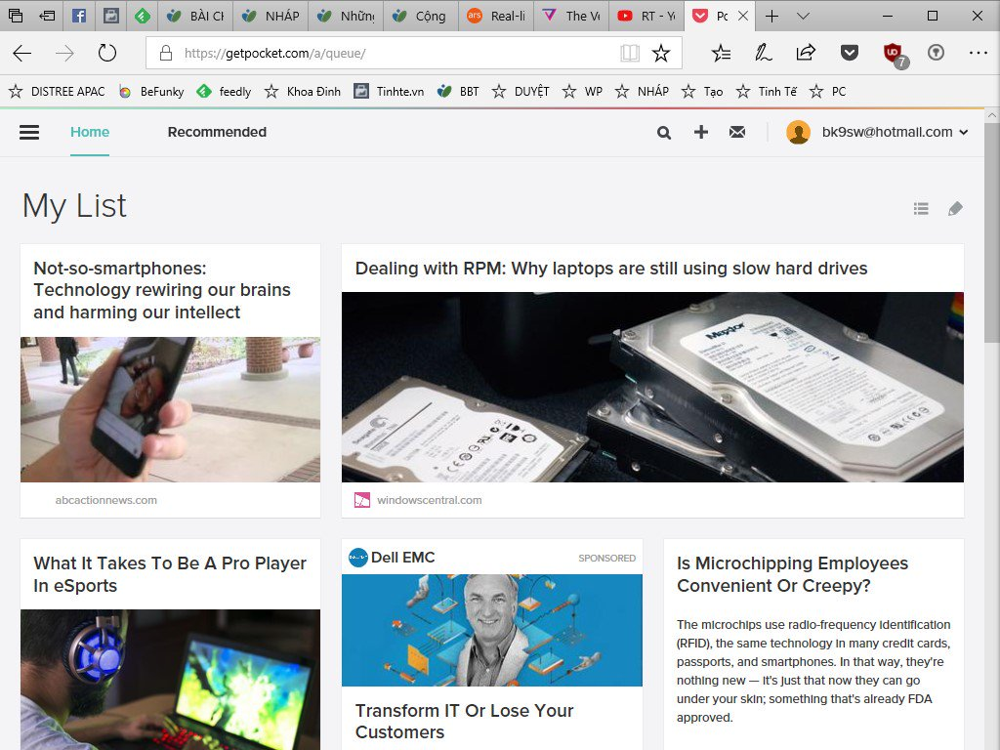 BÀI CH
NHÁP
Nhữn
Cộng
ars
Real-li
The Ve
RT - Yo
Po
https://getpocket.com/a/queue/
7
DISTREE APAC
BeFunky
feedly
Khoa Đinh
Tinhte.vn
BBT
DUYỆT
WP
NHÁP
Tạo
Tinh Tế
PC
Home
Recommended
bk9sw@hotmail.com
My List
Not-so-smartphones:
Technology rewiring our brains
and harming our intellect
abcactionnews.com
Dealing with RPM: Why laptops are still using slow hard drives
Maxtor
Seagate
windowscentral.com
What It Takes To Be A Pro Player
In eSports
Dell EMC
SPONSORED
Transform IT Or Lose Your
Customers
Is Microchipping Employees
Convenient Or Creepy?
The microchips use radio-frequency identification
(RFID), the same technology in many credit cards,
passports, and smartphones. In that way, they're
nothing new — it's just that now they can go
under your skin; something that's already FDA
approved.